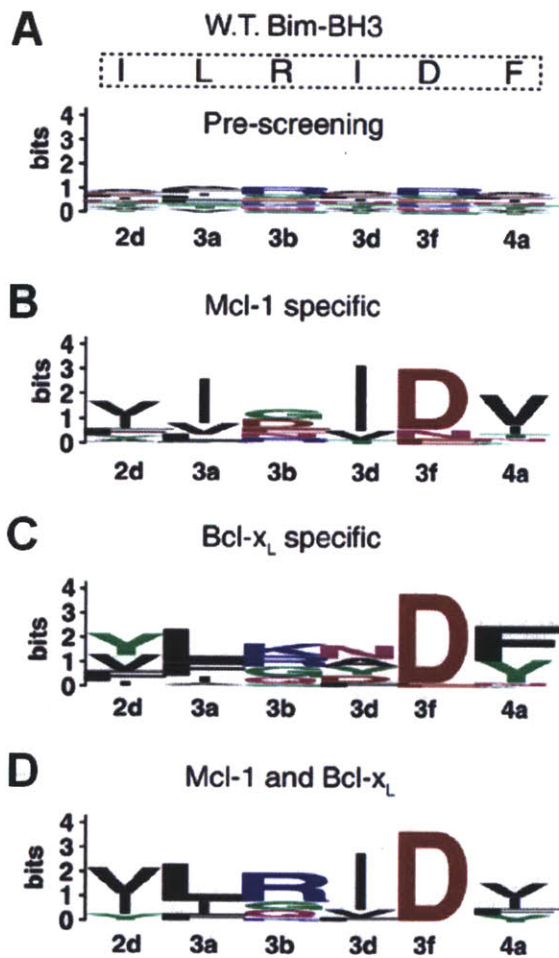 A
W.T. Bim-BH3
I L R I D F
Pre-screening
bits
4
3
2
1
0
2d 3a 3b 3d 3f 4a
B
Mcl-1 specific
bits
4
3
2
1
0
Y I G I D V
V D V N
N
2d 3a 3b 3d 3f 4a
C
Bcl-xL specific
bits
4
3
2
1
0
Y L K N D F
V R A Y
F I G Y
2d 3a 3b 3d 3f 4a
D
Mcl-1 and Bcl-xL
bits
4
3
2
1
0
Y L R I D Y
I G V
2d 3a 3b 3d 3f 4a